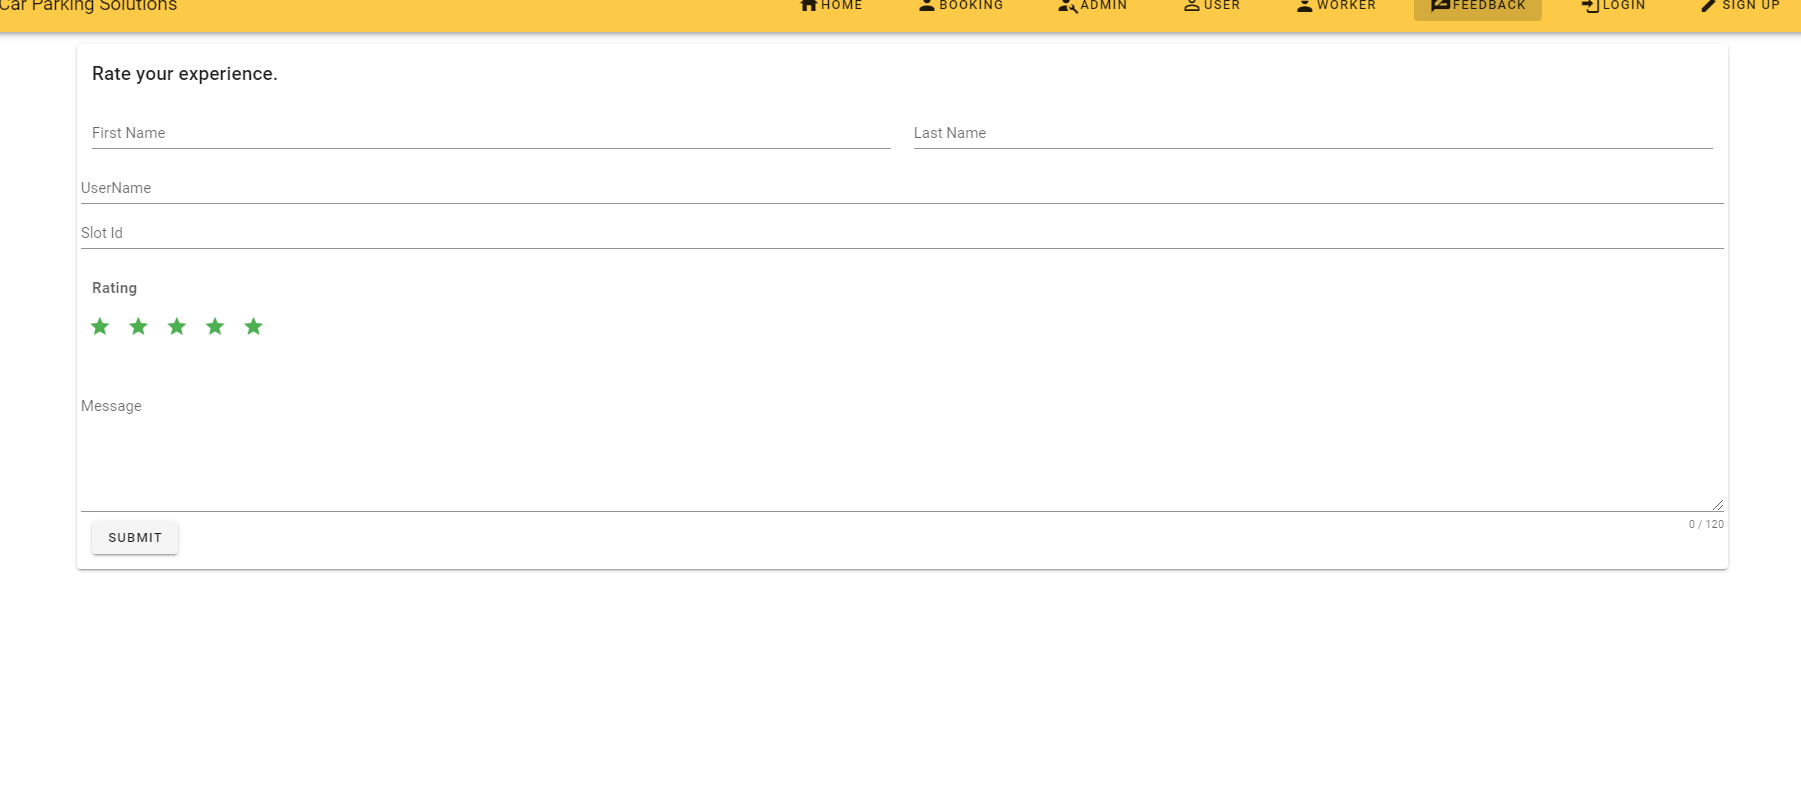 Car Parking Solutions HOME BOOKING ADMIN USER WORKER FEEDBACK LOGIN SIGN UP
Rate your experience.
First Name Last Name
UserName
Slot Id
Rating
Message
0 / 120
SUBMIT